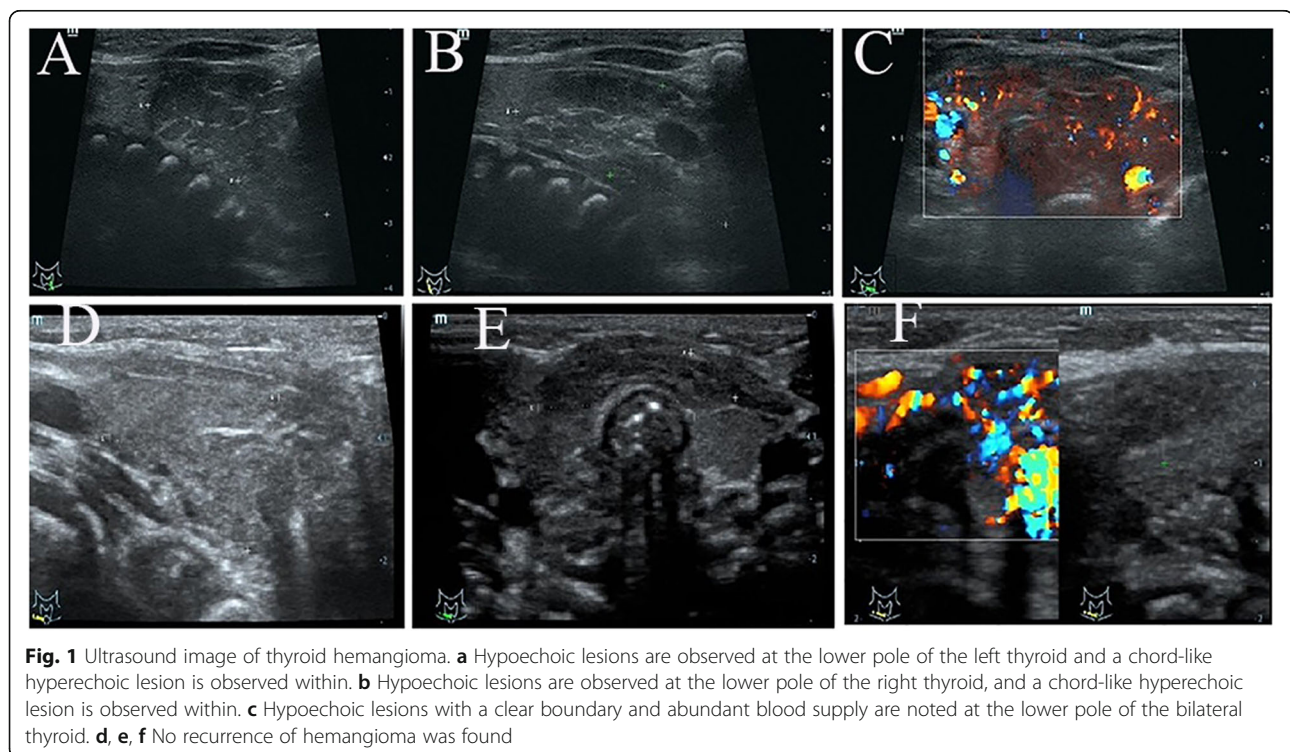 A
B
C
D
E
F
Fig. 1 Ultrasound image of thyroid hemangioma. a Hypoechoic lesions are observed at the lower pole of the left thyroid and a chord-like
hyperechoic lesion is observed within. b Hypoechoic lesions are observed at the lower pole of the right thyroid, and a chord-like hyperechoic
lesion is observed within. c Hypoechoic lesions with a clear boundary and abundant blood supply are noted at the lower pole of the bilateral
thyroid. d, e, f No recurrence of hemangioma was found